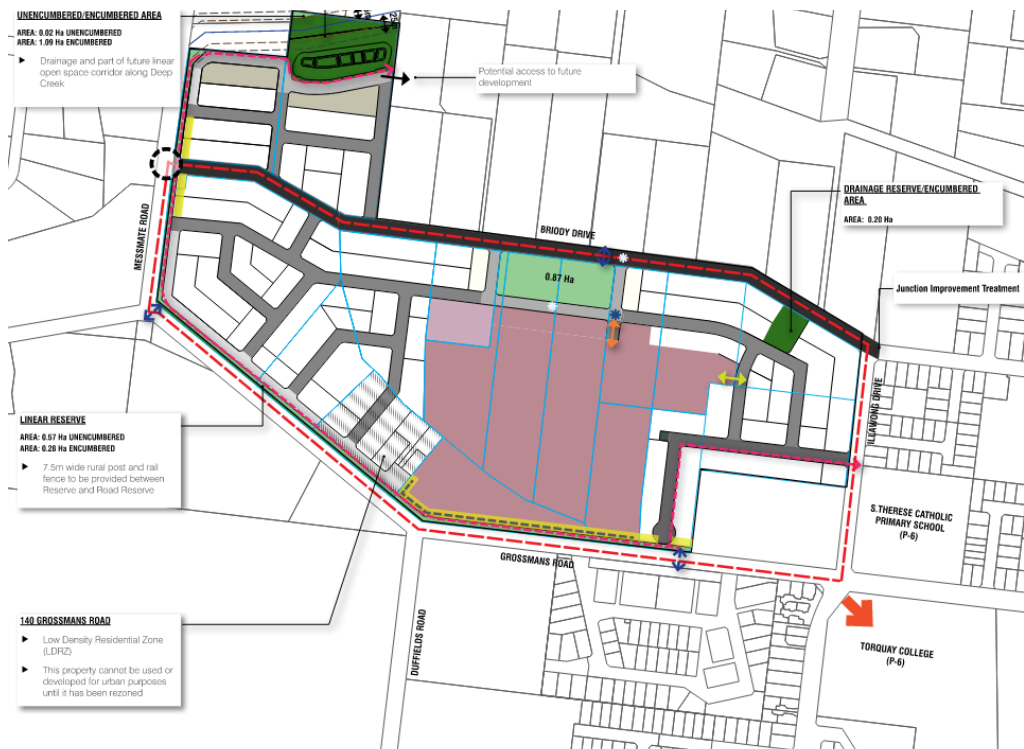 UNENCUMBERED/ENCUMBERED AREA
AREA: 0.02 Ha UNENCUMBERED
AREA: 1.09 Ha ENCUMBERED
Drainage and part of future linear
open space corridor along Deep
Creek
Potential access to future
development
DRAINAGE RESERVE/ENCUMBERED
AREA
AREA: 0.20 Ha
MESSMATE ROAD
BRIODY DRIVE
0.87 Ha
Junction Improvement Treatment
ILLAWONG DRIVE
LINEAR RESERVE
AREA: 0.57 Ha UNENCUMBERED
AREA: 0.28 Ha ENCUMBERED
7.5m wide rural post and rail
fence to be provided between
Reserve and Road Reserve
S.THERESE CATHOLIC
PRIMARY SCHOOL
(P-6)
GROSSMANS ROAD
140 GROSSMANS ROAD
Low Density Residential Zone
(LDRZ)
This property cannot be used or
developed for urban purposes
until it has been rezoned
DUFFIELDS ROAD
TORQUAY COLLEGE
(P-6)